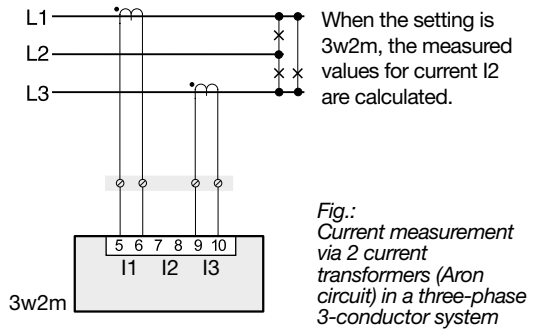 L1
L2
L3
When the setting is
3w2m, the measured
values for current I2
are calculated.
5 6 7 8 9 10
I1 I2 I3
3w2m
Fig.:
Current measurement
via 2 current
transformers (Aron
circuit) in a three-phase
3-conductor system